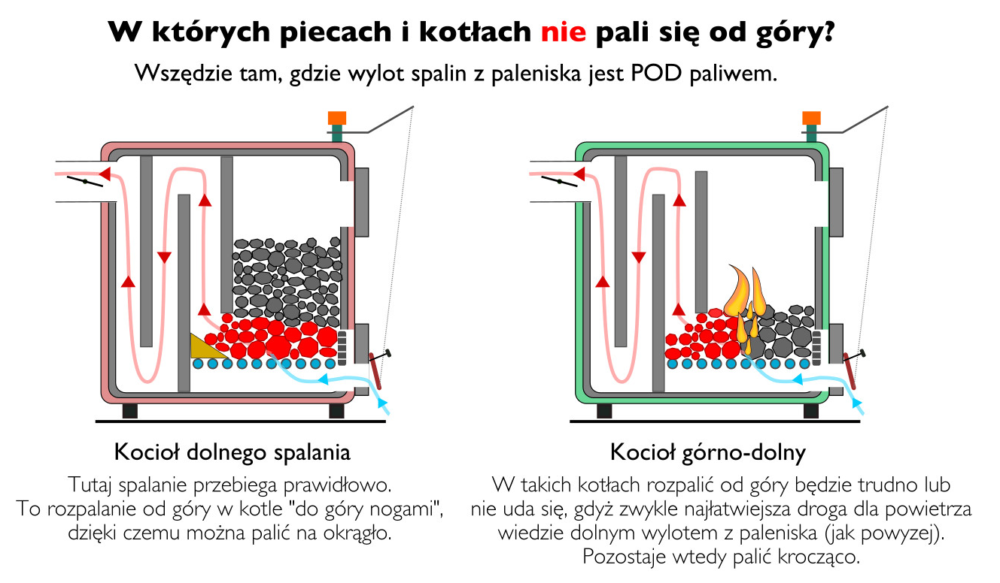 W których piecach i kotłach nie pali się od góry?
Wszędzie tam, gdzie wylot spalin z paleniska jest POD paliwem.
Kocioł dolnego spalania
Tutaj spalanie przebiega prawidłowo.
To rozpalanie od góry w kotle "do góry nogami",
dzięki czemu można palić na okrągło.
Kocioł górno-dolny
W takich kotłach rozpalić od góry będzie trudno lub
nie uda się, gdyż zwykle najłatwiejsza droga dla powietrza
wiedzie dolnym wylotem z paleniska (jak powyzej).
Pozostaje wtedy palić krocząco.